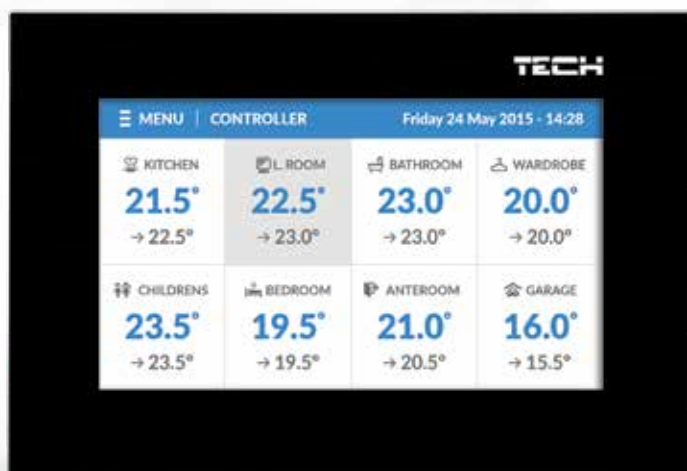 TECH
MENU | CONTROLLER Friday 24 May 2015 - 14:28
KITCHEN L. ROOM BATHROOM WARDROBE
21.5° 22.5° 23.0° 20.0°
→ 22.5° → 23.0° → 23.0° → 20.0°
CHILDRENS BEDROOM ANTEROOM GARAGE
23.5° 19.5° 21.0° 16.0°
→ 23.5° → 19.5° → 20.5° → 15.5°